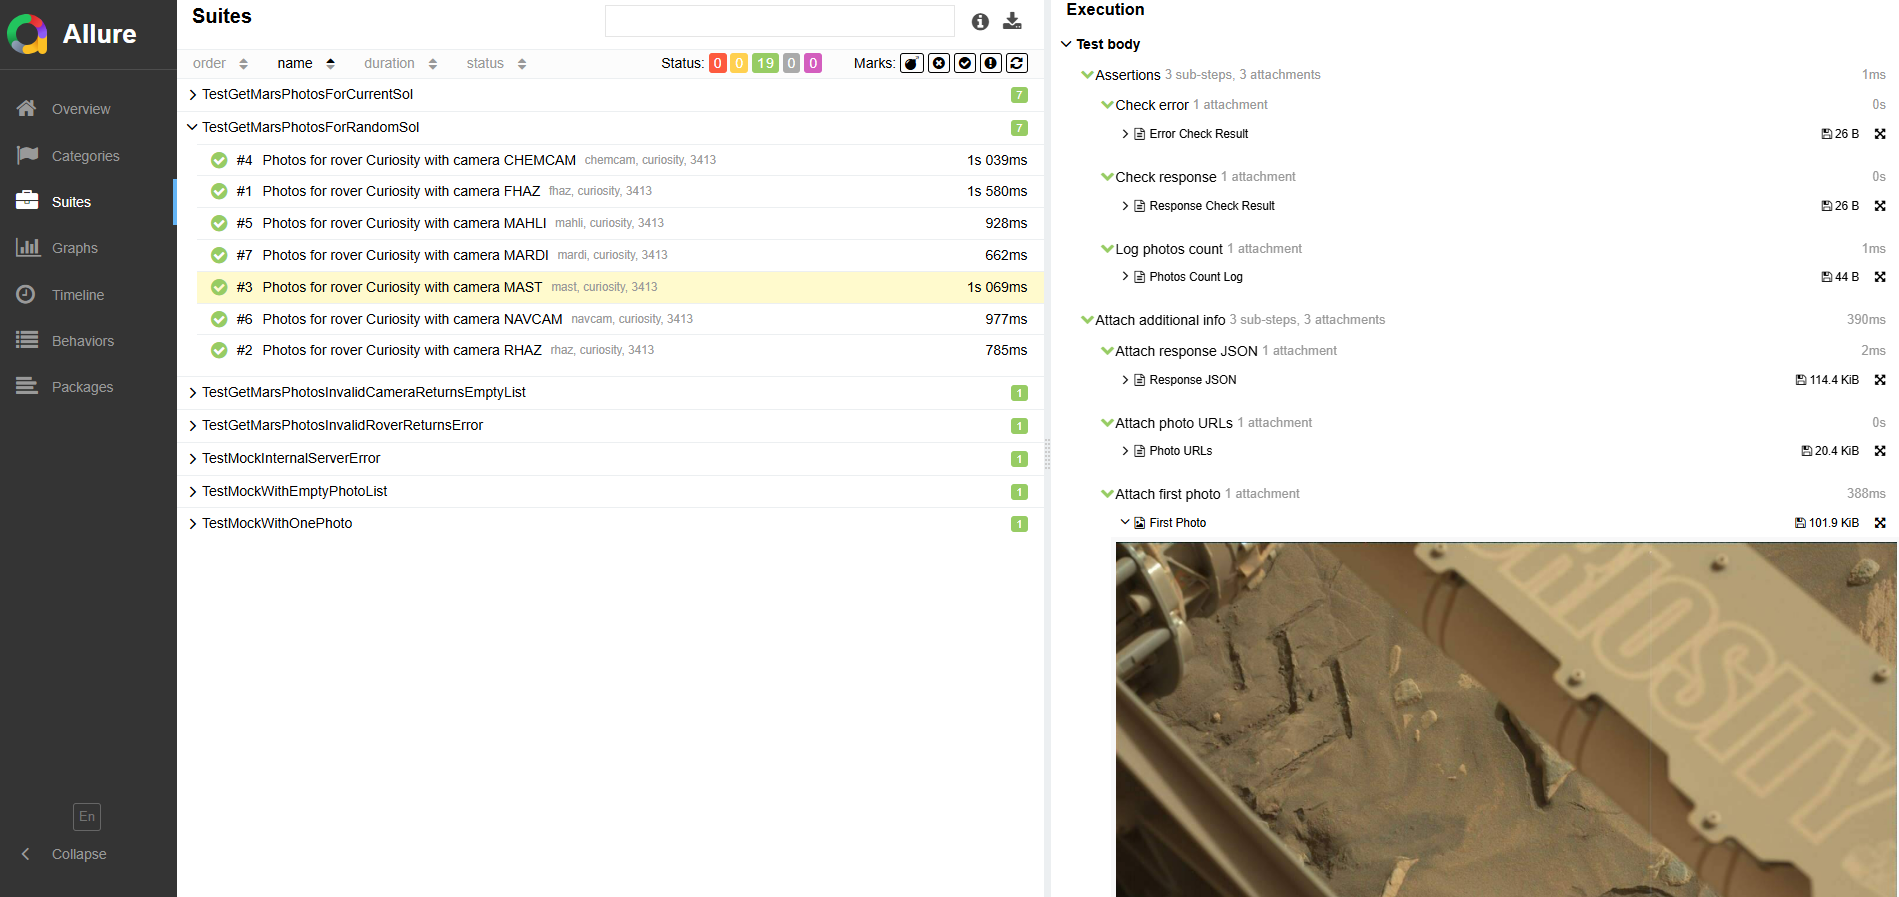 Allure
Overview
Categories
Suites
Graphs
Timeline
Behaviors
Packages
En
Collapse
Suites
order name duration status Status: 0 0 19 0 0 Marks:
TestGetMarsPhotosForCurrentSol 7
TestGetMarsPhotosForRandomSol 7
#4 Photos for rover Curiosity with camera CHEMCAM chemcam, curiosity, 3413 1s 039ms
#1 Photos for rover Curiosity with camera FHAZ fhaz, curiosity, 3413 1s 580ms
#5 Photos for rover Curiosity with camera MAHLI mahli, curiosity, 3413 928ms
#7 Photos for rover Curiosity with camera MARDI mardi, curiosity, 3413 662ms
#3 Photos for rover Curiosity with camera MAST mast, curiosity, 3413 1s 069ms
#6 Photos for rover Curiosity with camera NAVCAM navcam, curiosity, 3413 977ms
#2 Photos for rover Curiosity with camera RHAZ rhaz, curiosity, 3413 785ms
TestGetMarsPhotosInvalidCameraReturnsEmptyList 1
TestGetMarsPhotosInvalidRoverReturnsError 1
TestMockInternalServerError 1
TestMockWithEmptyPhotoList 1
TestMockWithOnePhoto 1
Execution
Test body
Assertions 3 sub-steps, 3 attachments 1ms
Check error 1 attachment 0s
Error Check Result 26 B
Check response 1 attachment 0s
Response Check Result 26 B
Log photos count 1 attachment 1ms
Photos Count Log 44 B
Attach additional info 3 sub-steps, 3 attachments 390ms
Attach response JSON 1 attachment 2ms
Response JSON 114.4 KiB
Attach photo URLs 1 attachment 0s
Photo URLs 20.4 KiB
Attach first photo 1 attachment 388ms
First Photo 101.9 KiB
RIOSITY